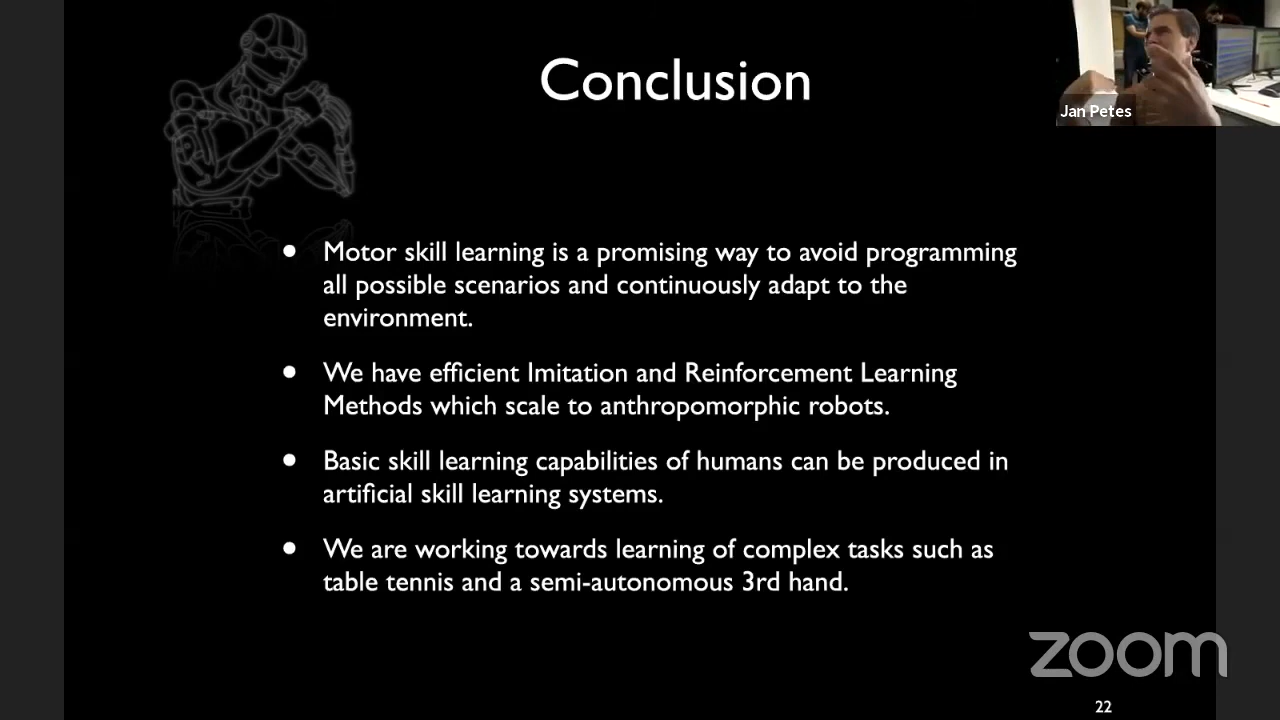 Conclusion
Jan Petes
• Motor skill learning is a promising way to avoid programming
all possible scenarios and continuously adapt to the
environment.
• We have efficient Imitation and Reinforcement Learning
Methods which scale to anthropomorphic robots.
• Basic skill learning capabilities of humans can be produced in
artificial skill learning systems.
• We are working towards learning of complex tasks such as
table tennis and a semi-autonomous 3rd hand.
zoom
22